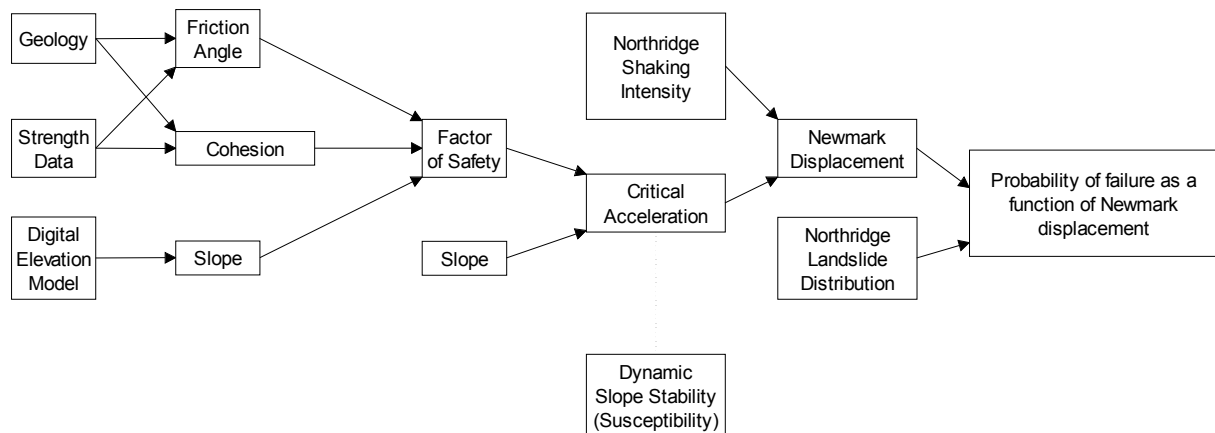 Geology
Strength
Data
Digital
Elevation
Model
Friction
Angle
Cohesion
Slope
Factor
of Safety
Slope
Northridge
Shaking
Intensity
Critical
Acceleration
Dynamic
Slope Stability
(Susceptibility)
Newmark
Displacement
Northridge
Landslide
Distribution
Probability of failure as a
function of Newmark
displacement